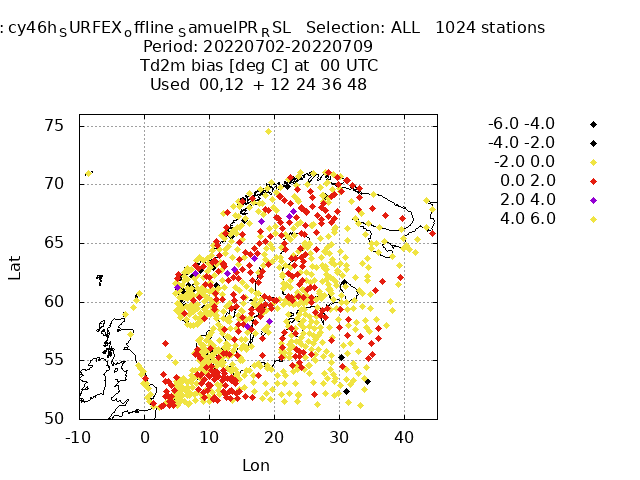 : cy46h_SURFEX_offline_SamueIPR_RSL Selection: ALL 1024 stations
Period: 20220702-20220709
Td2m bias [deg C] at 00 UTC
Used 00,12 + 12 24 36 48
-6.0 -4.0
-4.0 -2.0
-2.0 0.0
0.0 2.0
2.0 4.0
4.0 6.0
75
70
65
60
55
50
Lat
-10 0 10 20 30 40
Lon